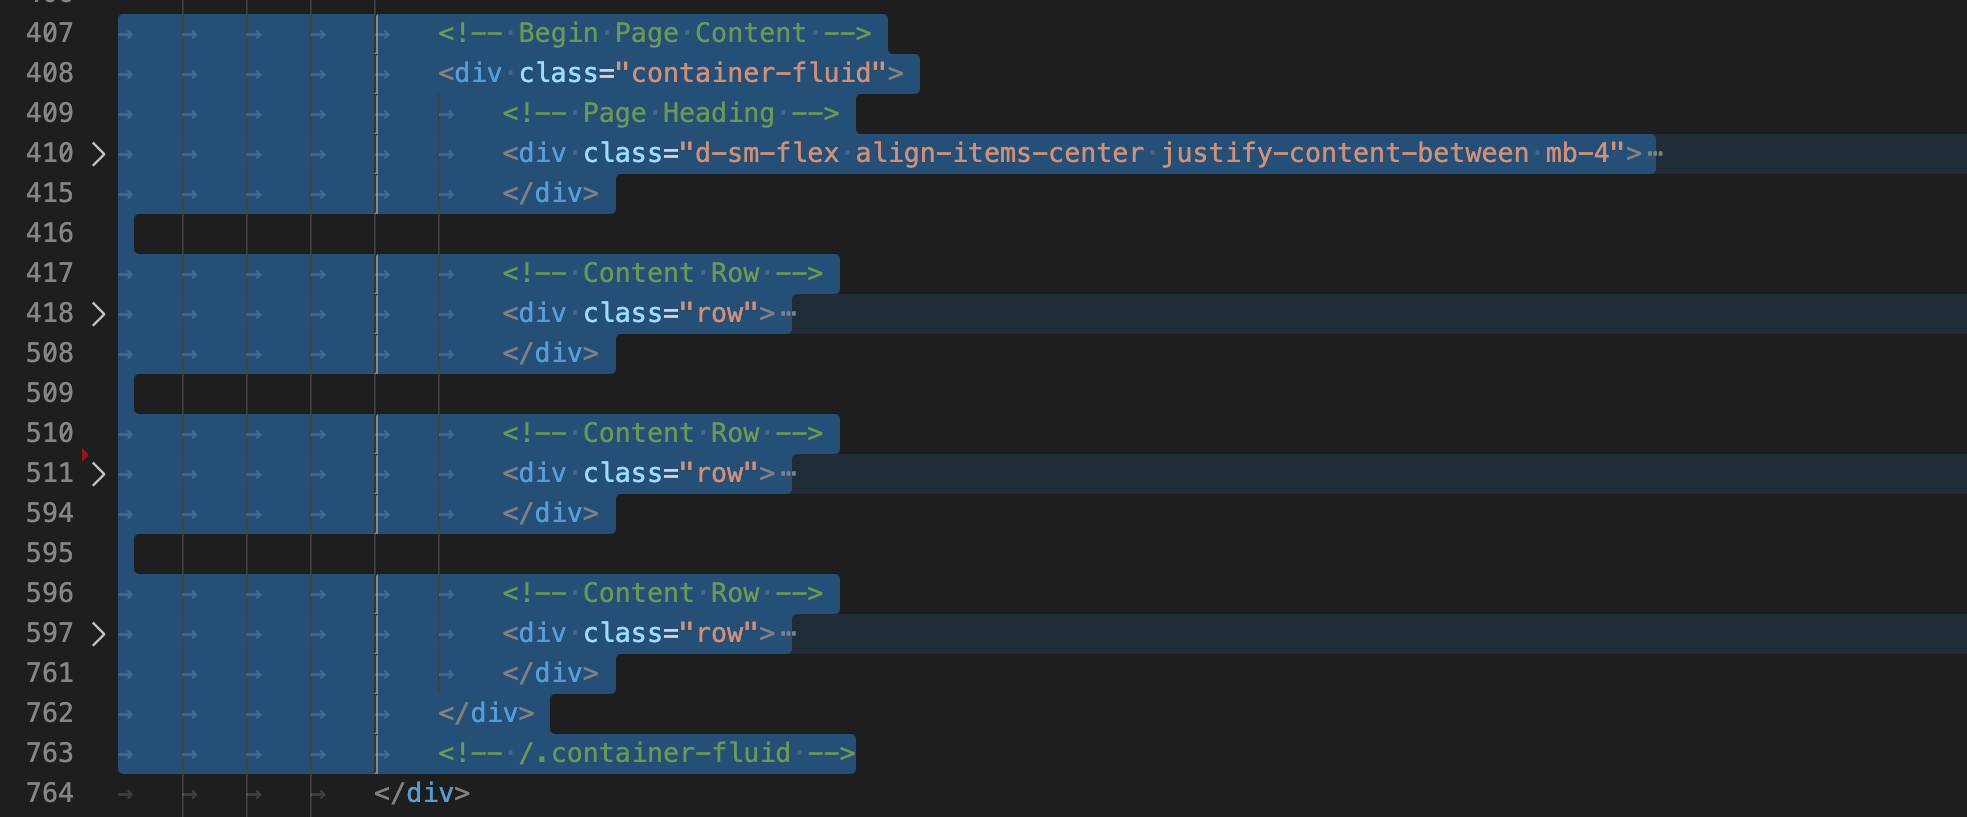 407 <!-- Begin Page Content -->
408 <div class="container-fluid">
409 <!-- Page Heading -->
410 <div class="d-sm-flex align-items-center justify-content-between mb-4">…
415 </div>
416
417 <!-- Content Row -->
418 <div class="row">…
508 </div>
509
510 <!-- Content Row -->
511 <div class="row">…
594 </div>
595
596 <!-- Content Row -->
597 <div class="row">…
761 </div>
762 </div>
763 <!-- /.container-fluid -->
764 </div>